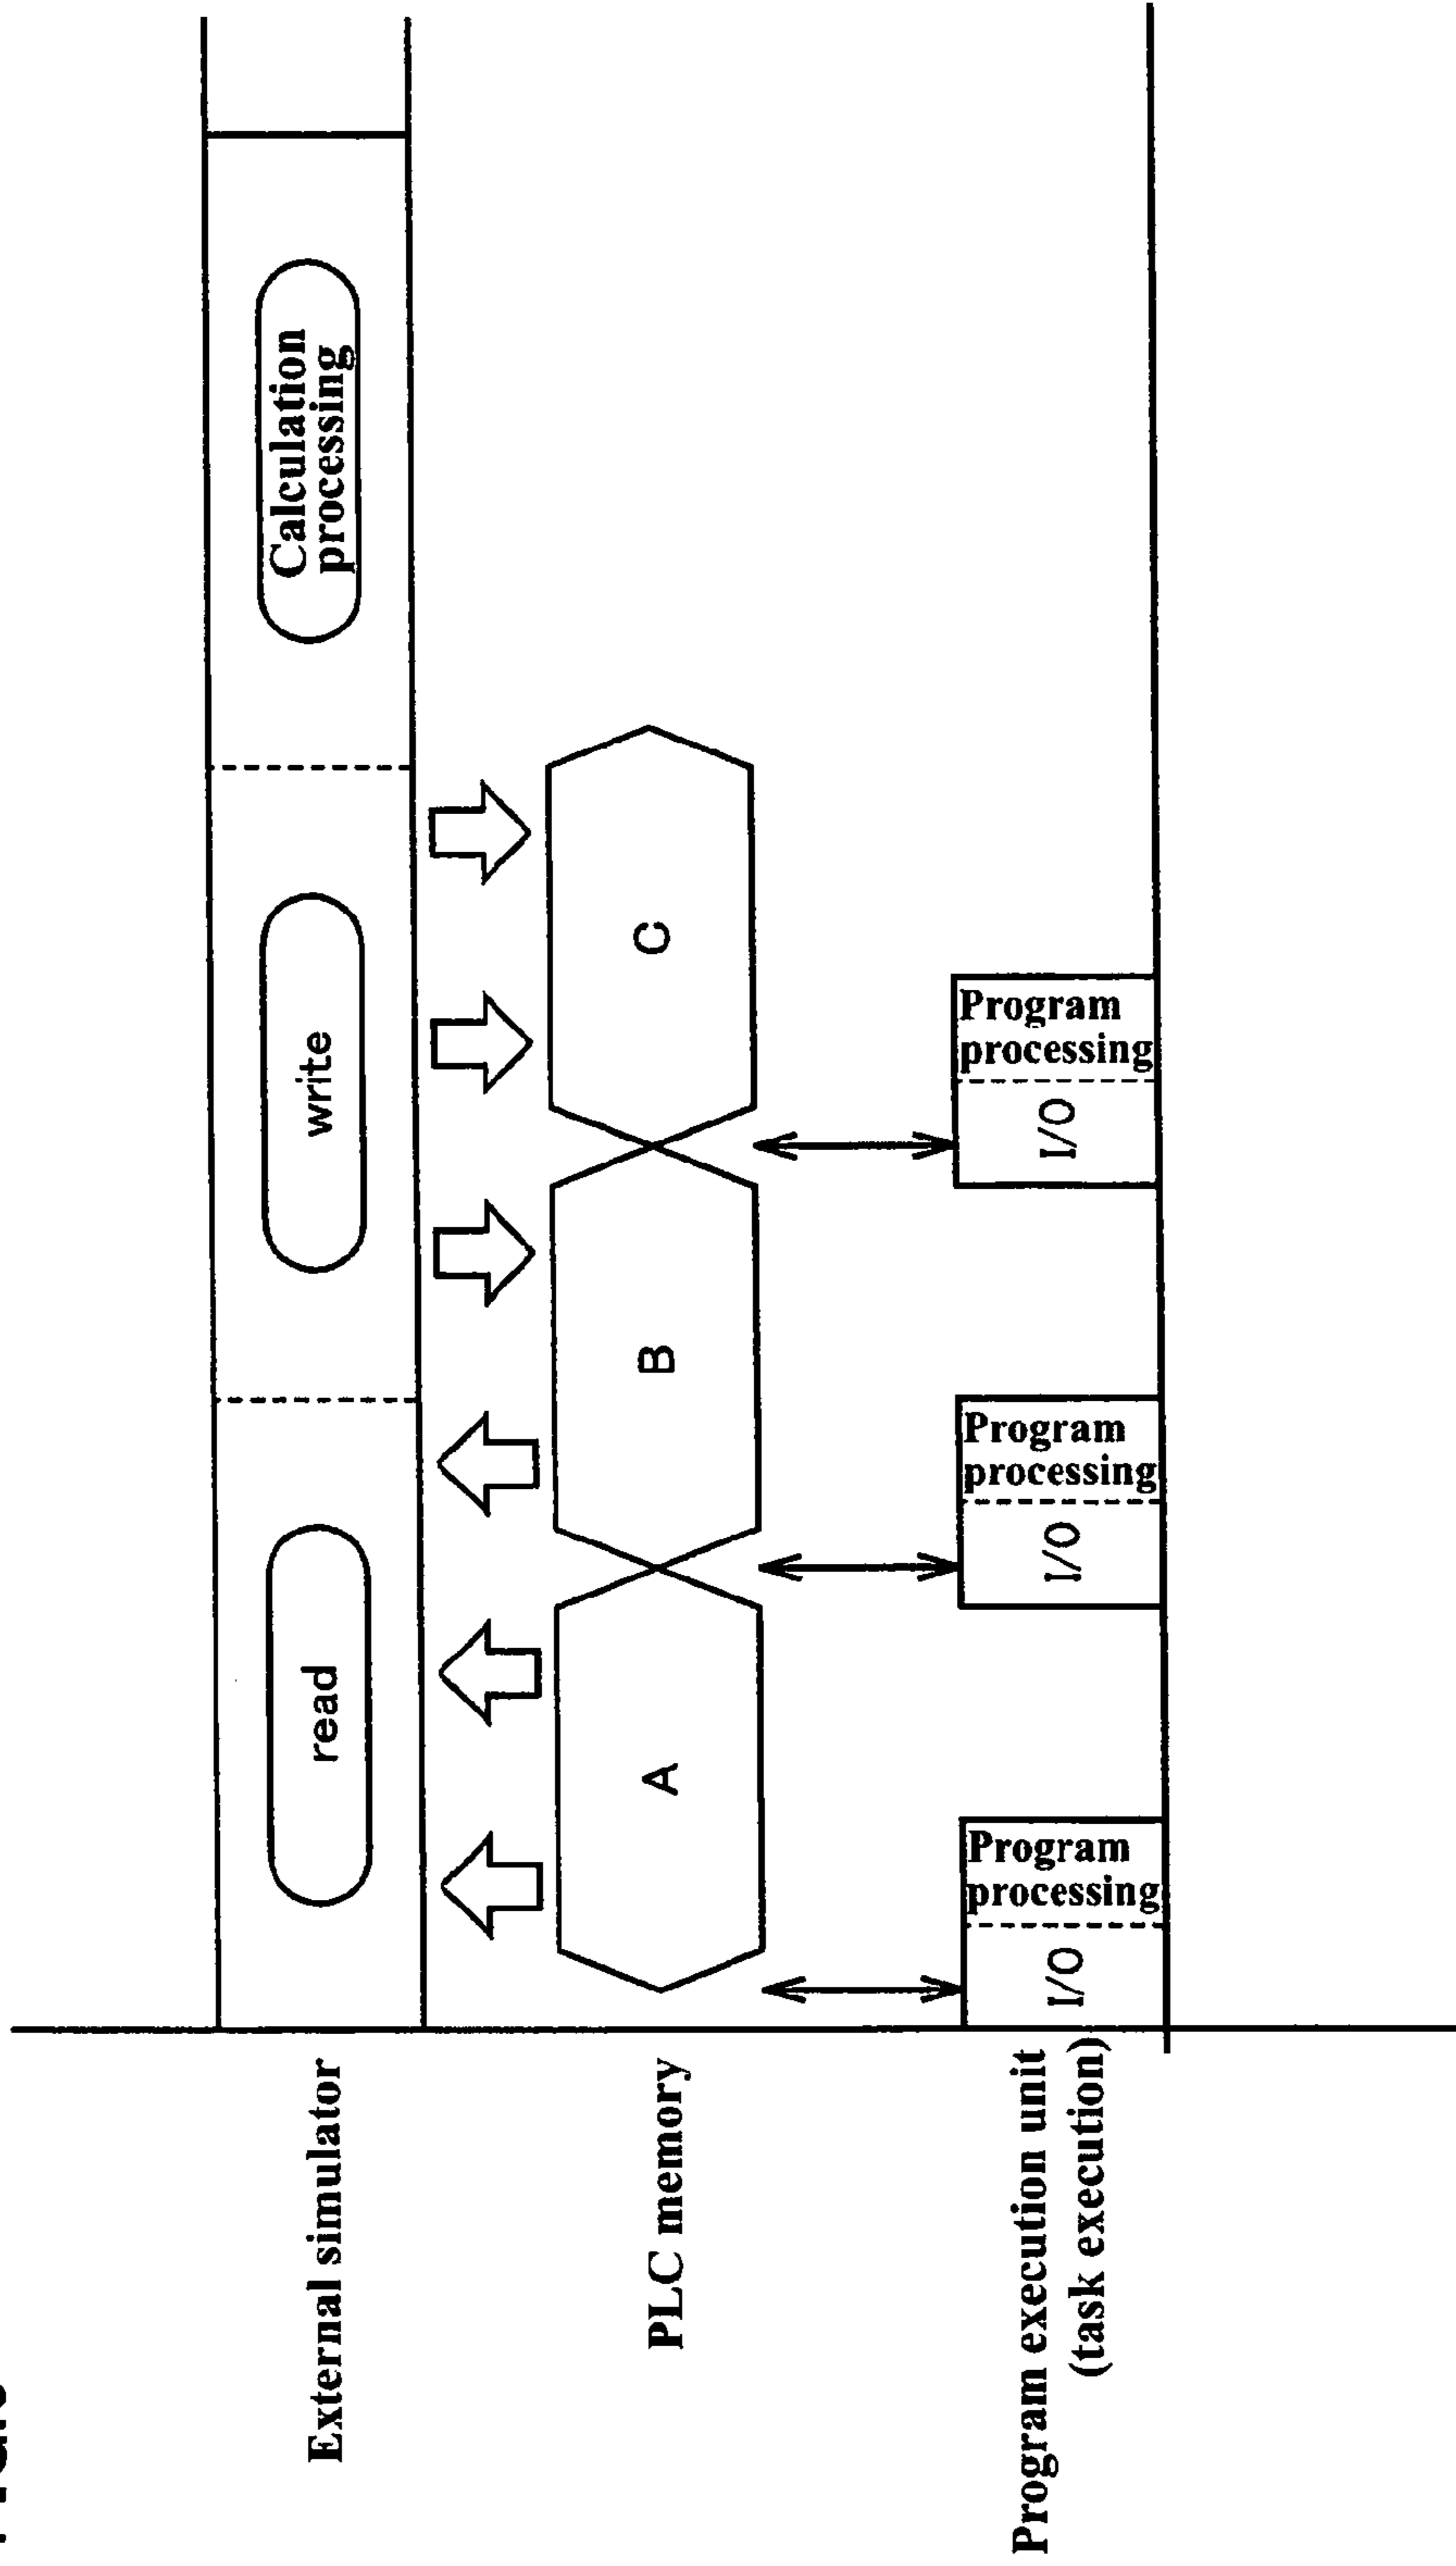 External simulator
read
write
Calculation
processing
PLC memory
A
B
C
Program execution unit
(task execution)
I/O
Program
processing
I/O
Program
processing
I/O
Program
processing